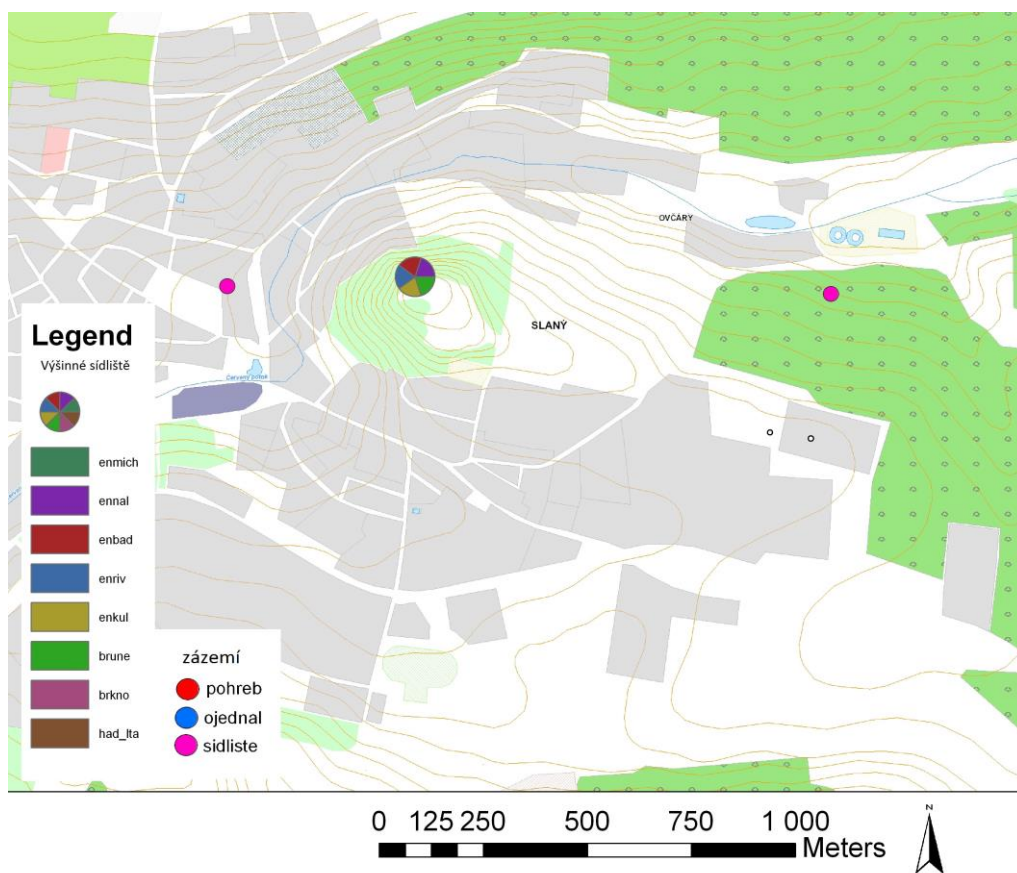 OVČÁRY
SLANÝ
Červený potok
Legend
Výšinné sídliště
enmich
ennal
enbad
enriv
enkul
brune
brkno
had_lta
zázemí
pohreb
ojednal
sidliste
0 125 250 500 750 1 000
Meters
N